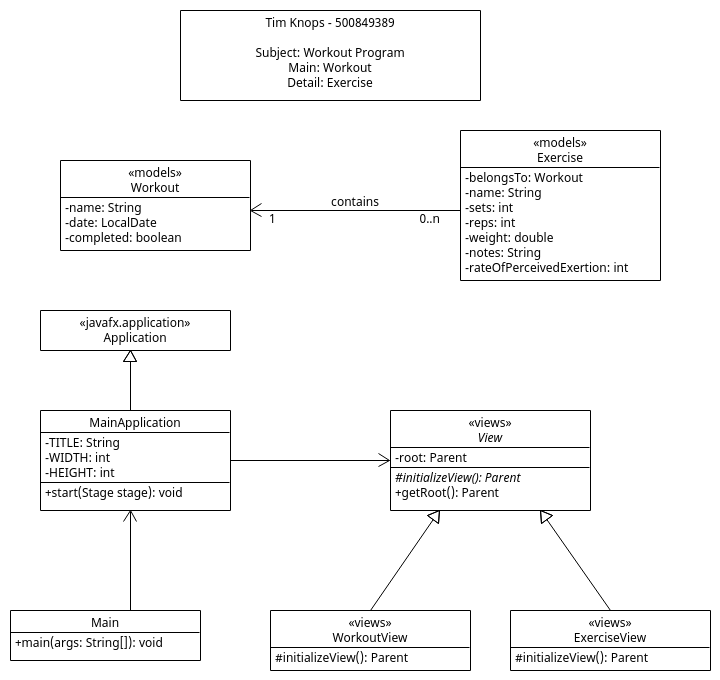 Tim Knops - 500849389
Subject: Workout Program
Main: Workout
Detail: Exercise
«models»
Workout
-name: String
-date: LocalDate
-completed: boolean
contains
1
0..n
«models»
Exercise
-belongsTo: Workout
-name: String
-sets: int
-reps: int
-weight: double
-notes: String
-rateOfPerceivedExertion: int
«javafx.application»
Application
MainApplication
-TITLE: String
-WIDTH: int
-HEIGHT: int
+start(Stage stage): void
«views»
View
-root: Parent
#initializeView(): Parent
+getRoot(): Parent
Main
+main(args: String[]): void
«views»
WorkoutView
#initializeView(): Parent
«views»
ExerciseView
#initializeView(): Parent